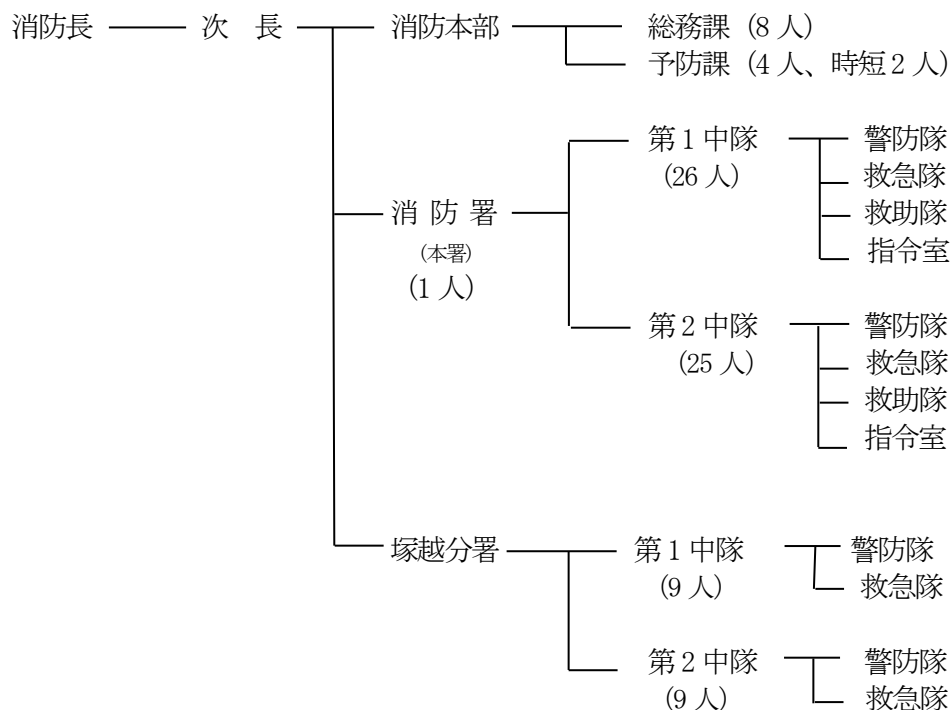 消防長 次 長 消防本部 総務課 (8 人)
予防課 (4 人、時短 2 人)
第 1 中隊 警防隊
(26 人) 救急隊
消 防 署 救助隊
(本署) 指令室
(1 人)
第 2 中隊 警防隊
(25 人) 救急隊
救助隊
指令室
塚越分署 第 1 中隊 警防隊
(9 人) 救急隊
第 2 中隊 警防隊
(9 人) 救急隊